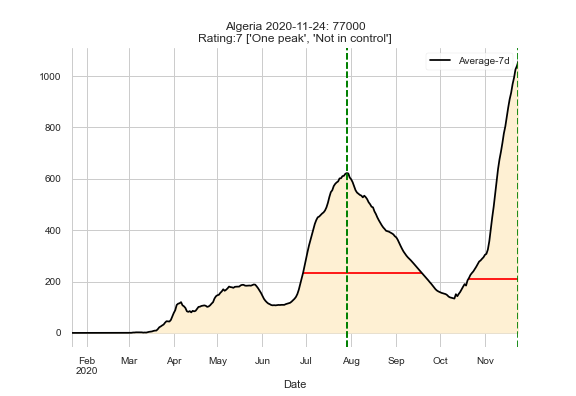 Algeria 2020-11-24: 77000
Rating:7 ['One peak', 'Not in control']
Average-7d
1000
800
600
400
200
0
Feb Mar Apr May Jun Jul Aug Sep Oct Nov
2020
Date